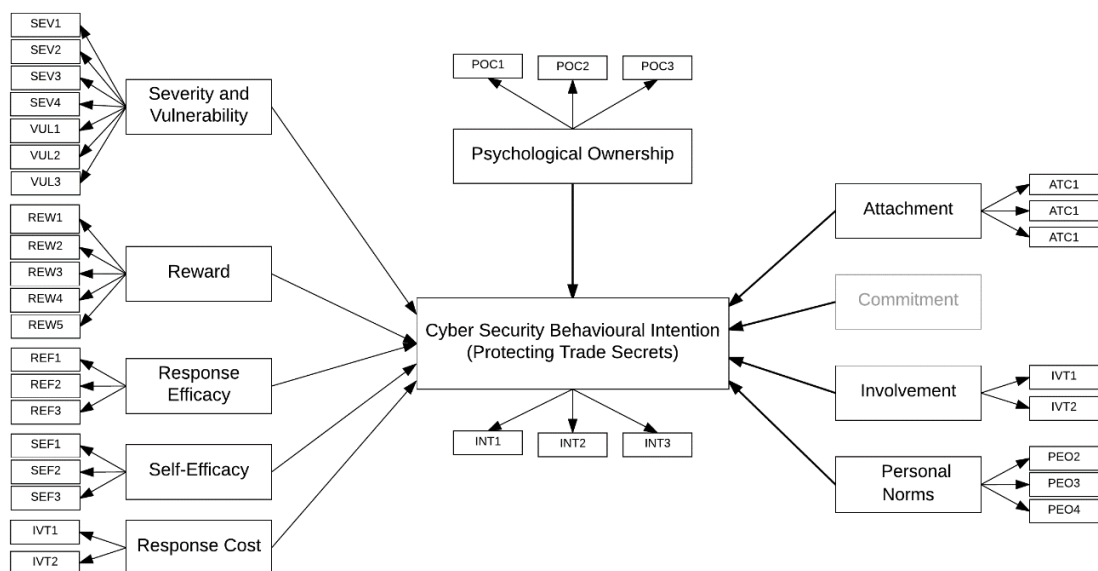 SEV1
SEV2
SEV3
SEV4
VUL1
VUL2
VUL3
Severity and
Vulnerability
REW1
REW2
REW3
REW4
REW5
Reward
REF1
REF2
REF3
Response
Efficacy
SEF1
SEF2
SEF3
Self-Efficacy
IVT1
IVT2
Response Cost
POC1
POC2
POC3
Psychological Ownership
Cyber Security Behavioural Intention
(Protecting Trade Secrets)
INT1
INT2
INT3
Attachment
ATC1
ATC1
ATC1
Commitment
Involvement
IVT1
IVT2
Personal
Norms
PEO2
PEO3
PEO4